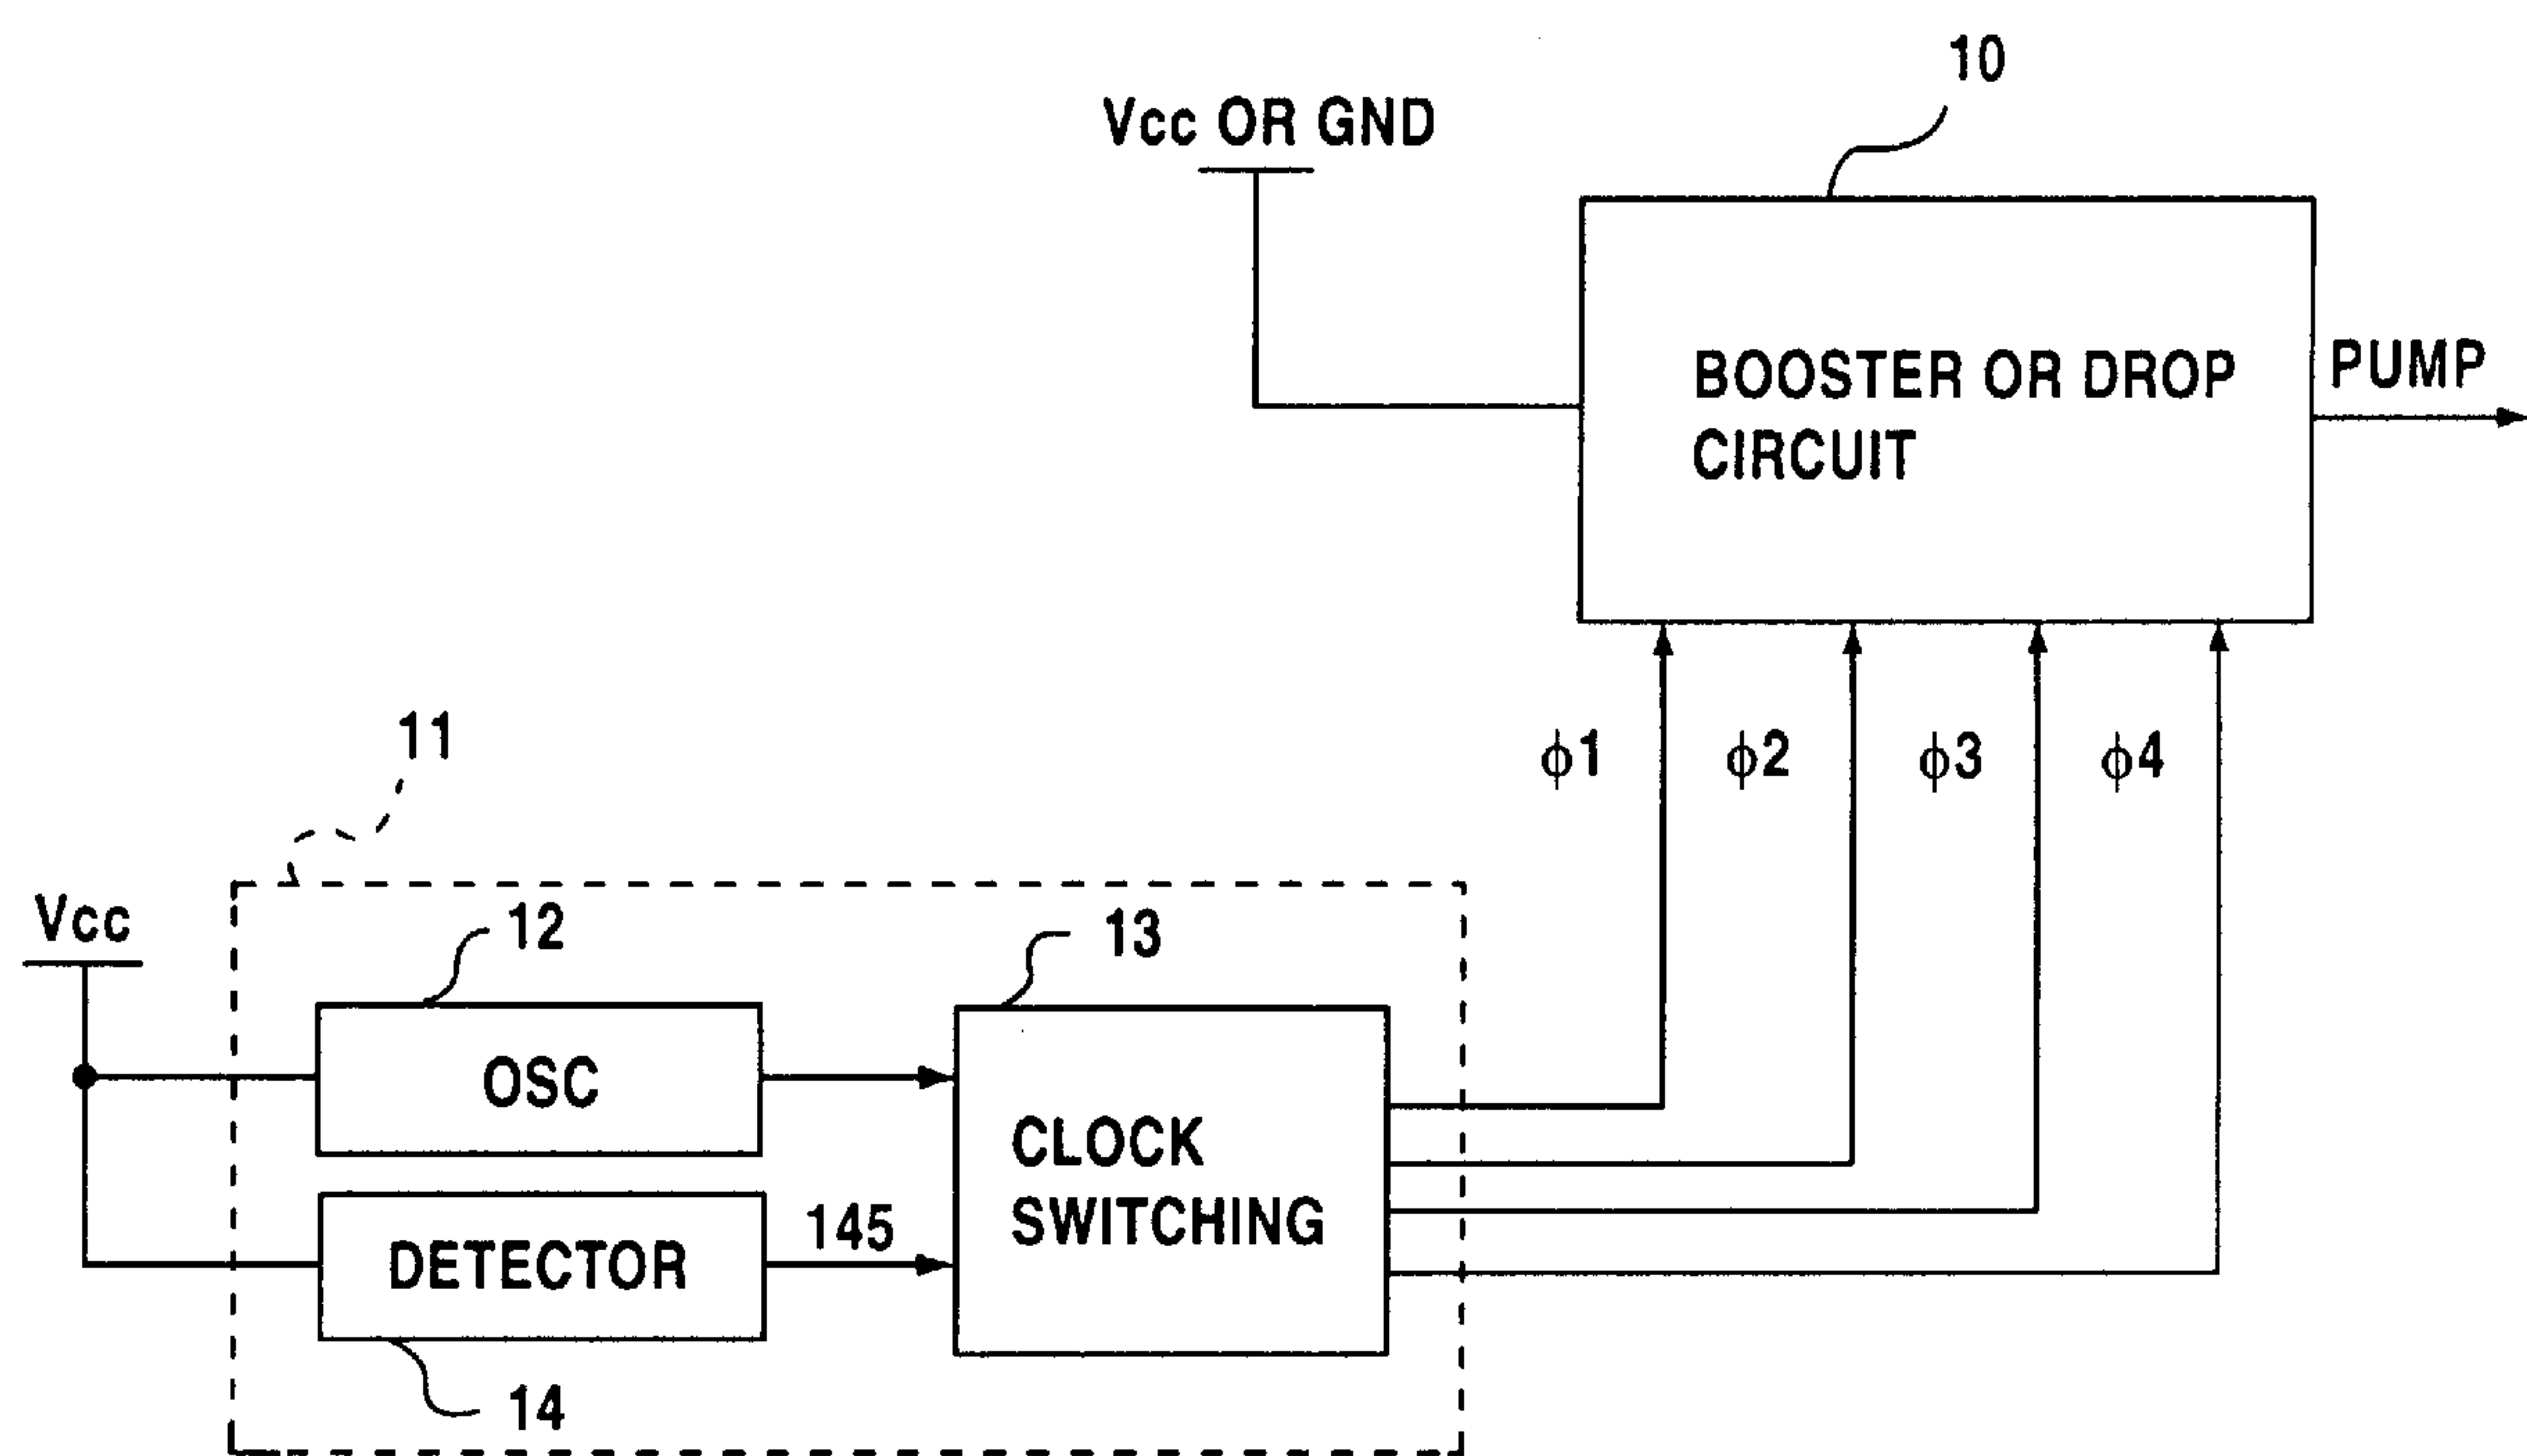 10
Vcc OR GND
BOOSTER OR DROP
CIRCUIT
PUMP
11
ϕ1
ϕ2
ϕ3
ϕ4
Vcc
12
13
OSC
CLOCK
SWITCHING
145
DETECTOR
14